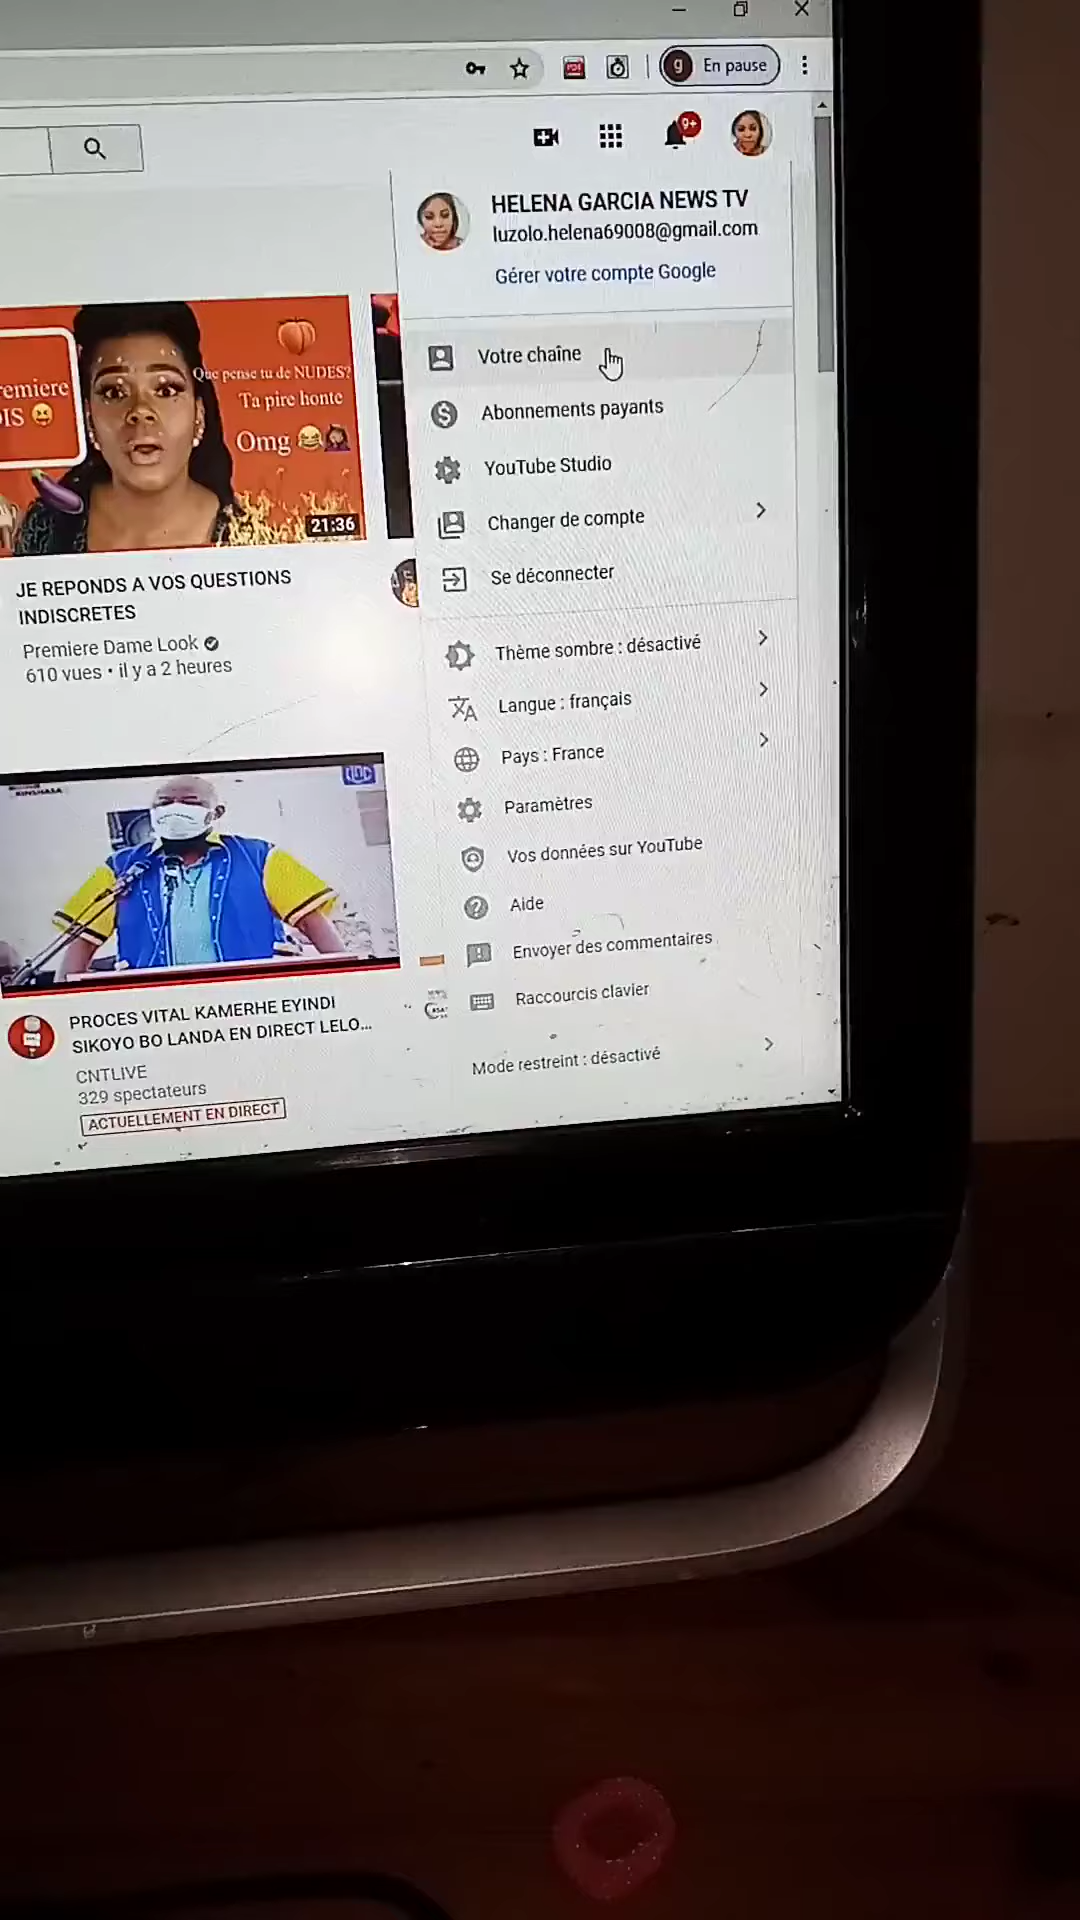 En pause
g
9+
HELENA GARCIA NEWS TV
luzolo.helena69008@gmail.com
Gérer votre compte Google
Votre chaîne
Abonnements payants
YouTube Studio
Changer de compte
Se déconnecter
Thème sombre : désactivé
Langue : français
Pays : France
Paramètres
Vos données sur YouTube
Aide
Envoyer des commentaires
Raccourcis clavier
Mode restreint : désactivé
Que pense tu de NUDES?
Ta pire honte
Omg
21:36
JE REPONDS A VOS QUESTIONS
INDISCRETES
Premiere Dame Look
610 vues • il y a 2 heures
KINSHASA
PROCES VITAL KAMERHE EYINDI
SIKOYO BO LANDA EN DIRECT LELO...
CNTLIVE
329 spectateurs
ACTUELLEMENT EN DIRECT